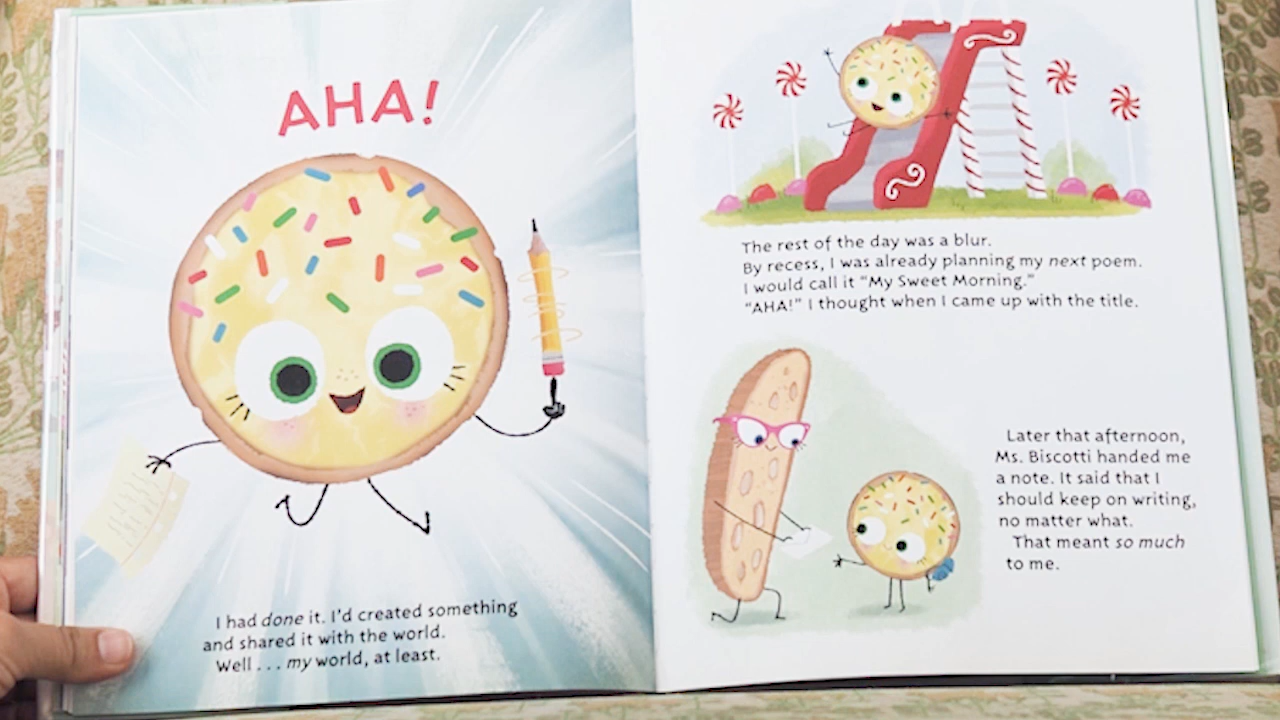 AHA!
I had done it. I'd created something
and shared it with the world.
Well . . . my world, at least.
The rest of the day was a blur.
By recess, I was already planning my next poem.
I would call it “My Sweet Morning.”
“AHA!” I thought when I came up with the title.
Later that afternoon,
Ms. Biscotti handed me
a note. It said that I
should keep on writing,
no matter what.
That meant so much
to me.